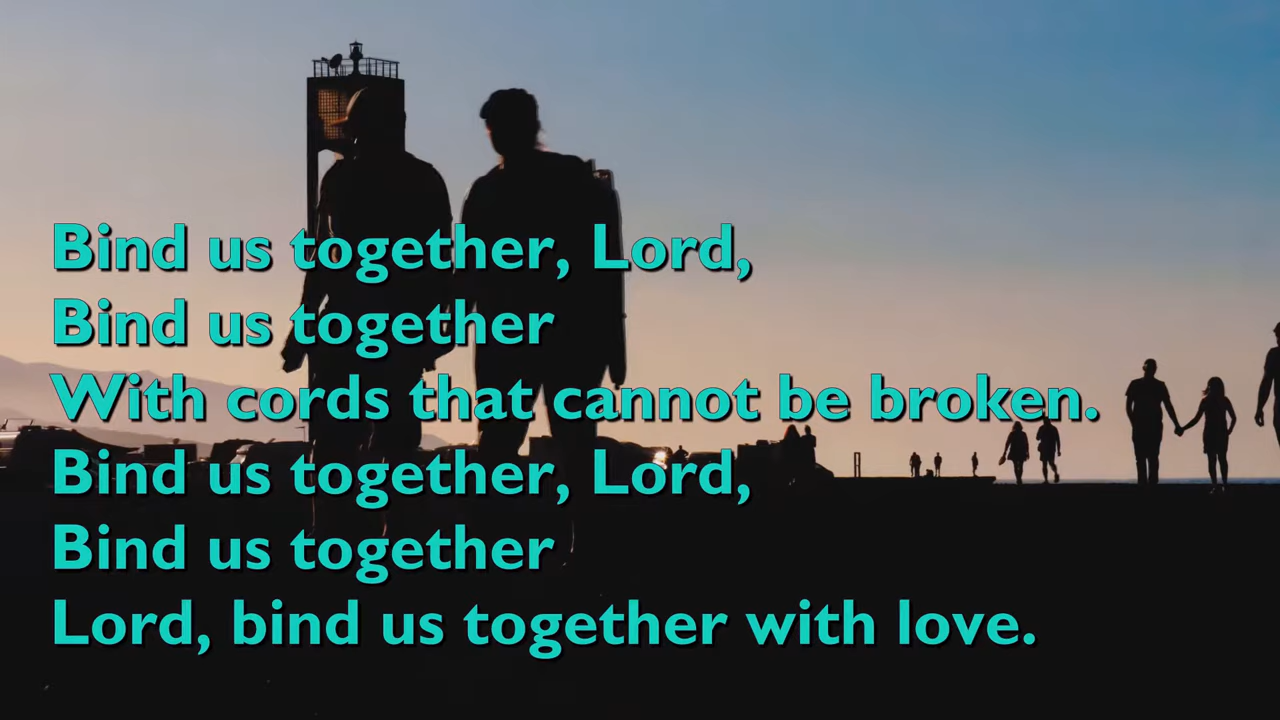 Bind us together, Lord,
Bind us together
With cords that cannot be broken.
Bind us together, Lord,
Bind us together
Lord, bind us together with love.